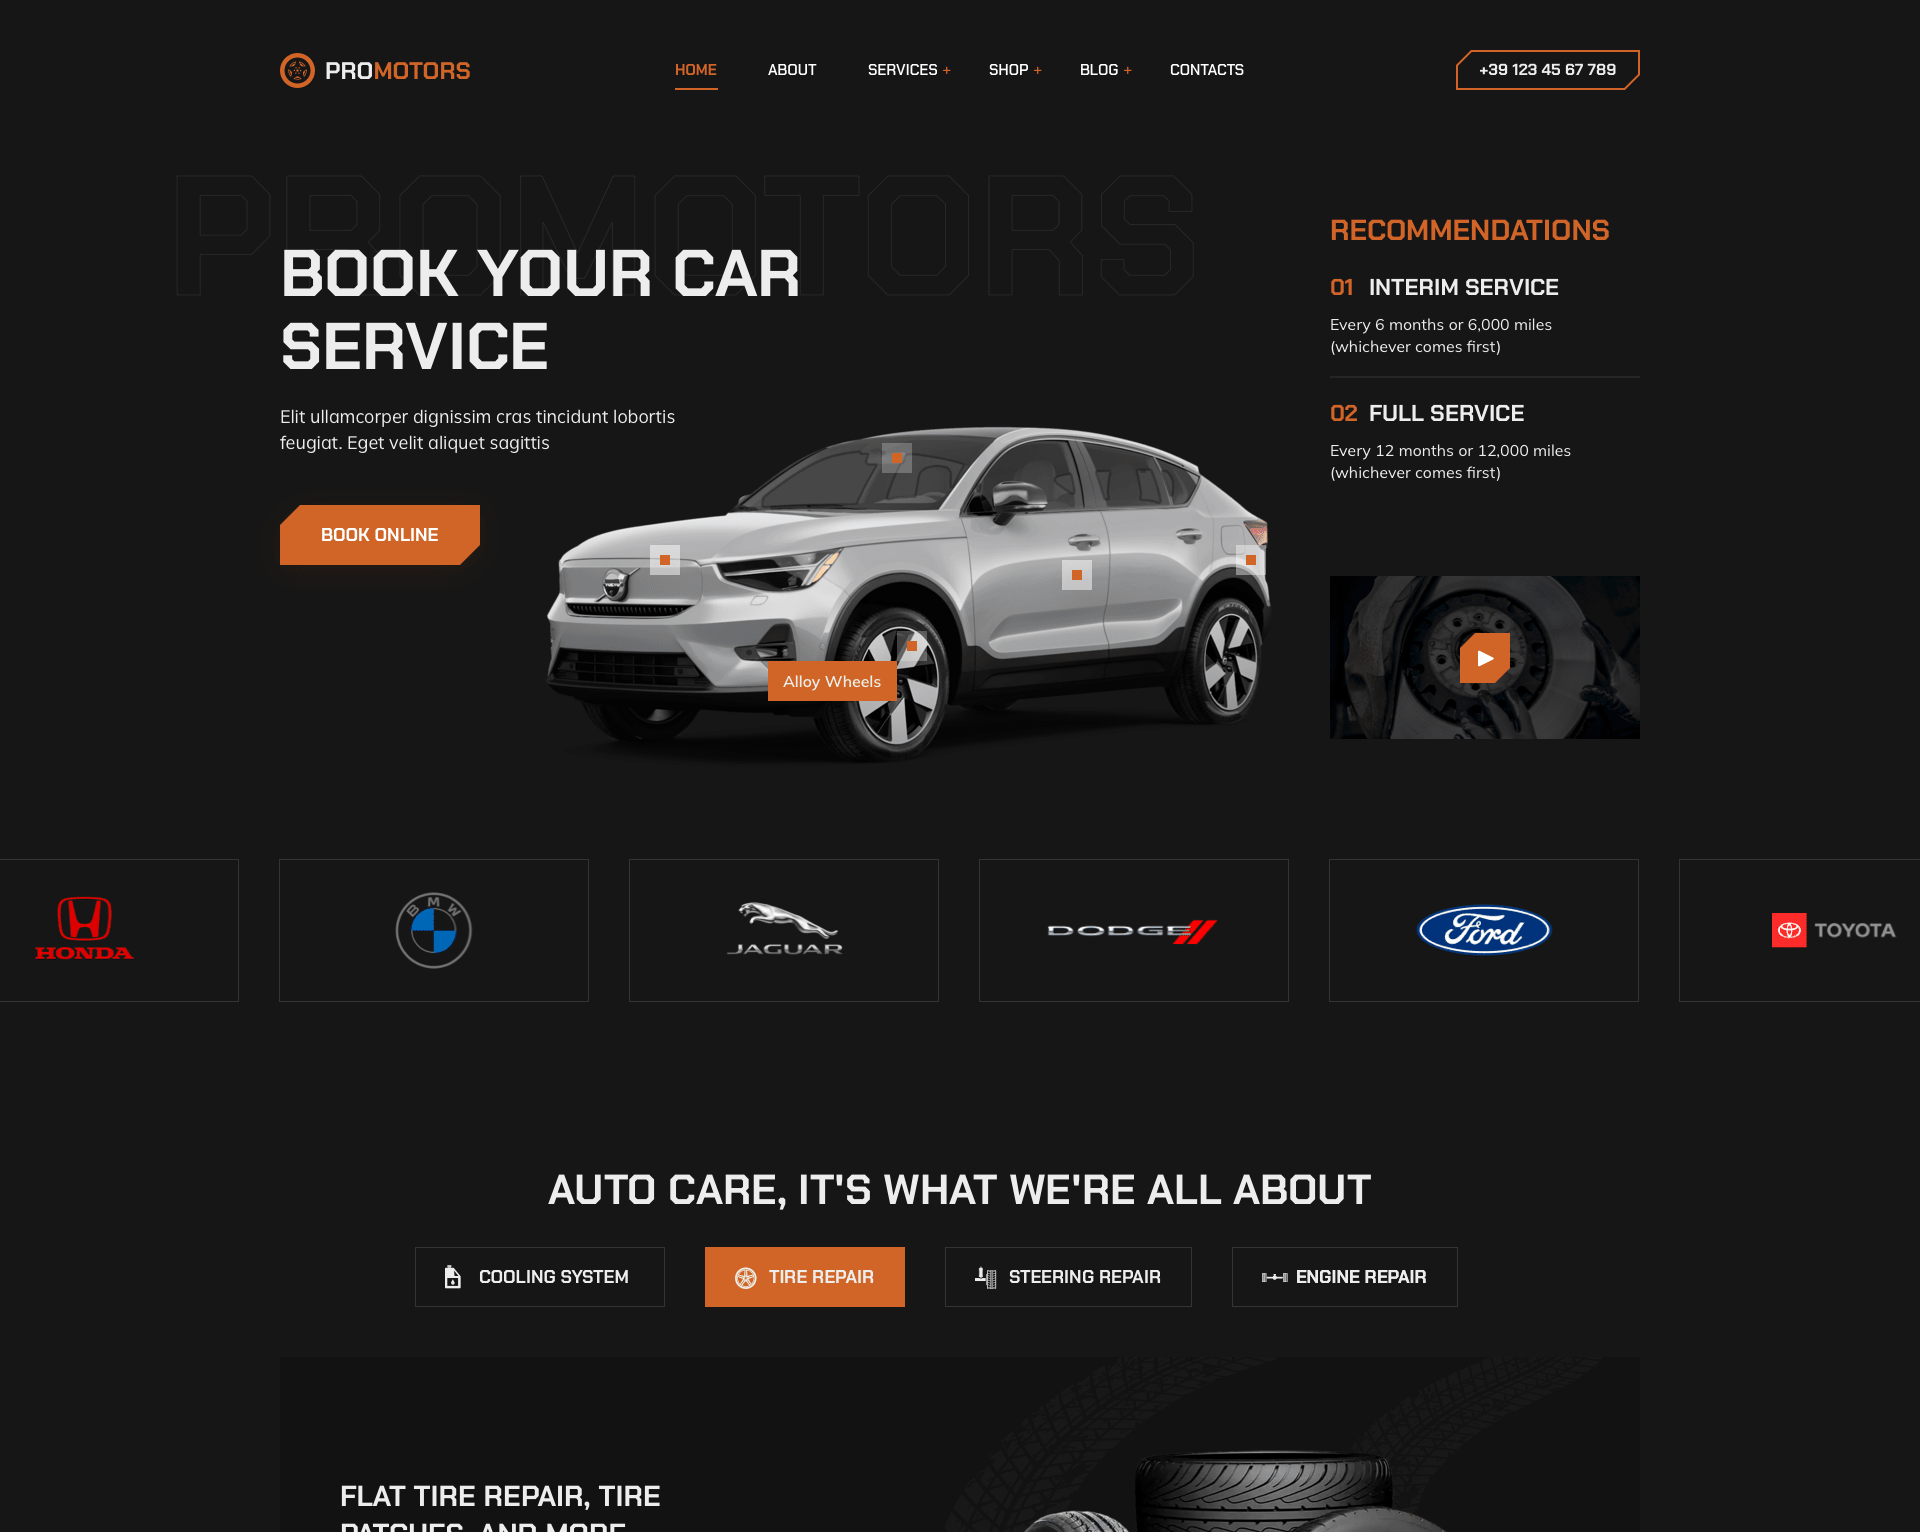 PROMOTORS
HOME
ABOUT
SERVICES +
SHOP +
BLOG +
CONTACTS
+39 123 45 67 789
PROMOTORS
BOOK YOUR CAR
SERVICE
Elit ullamcorper dignissim cras tincidunt lobortis
feugiat. Eget velit aliquet sagittis
BOOK ONLINE
Alloy Wheels
RECOMMENDATIONS
01 INTERIM SERVICE
Every 6 months or 6,000 miles
(whichever comes first)
02 FULL SERVICE
Every 12 months or 12,000 miles
(whichever comes first)
HONDA
BMW
JAGUAR
DODGE
Ford
TOYOTA
AUTO CARE, IT'S WHAT WE'RE ALL ABOUT
COOLING SYSTEM
TIRE REPAIR
STEERING REPAIR
ENGINE REPAIR
FLAT TIRE REPAIR, TIRE
PATCHES, AND MORE